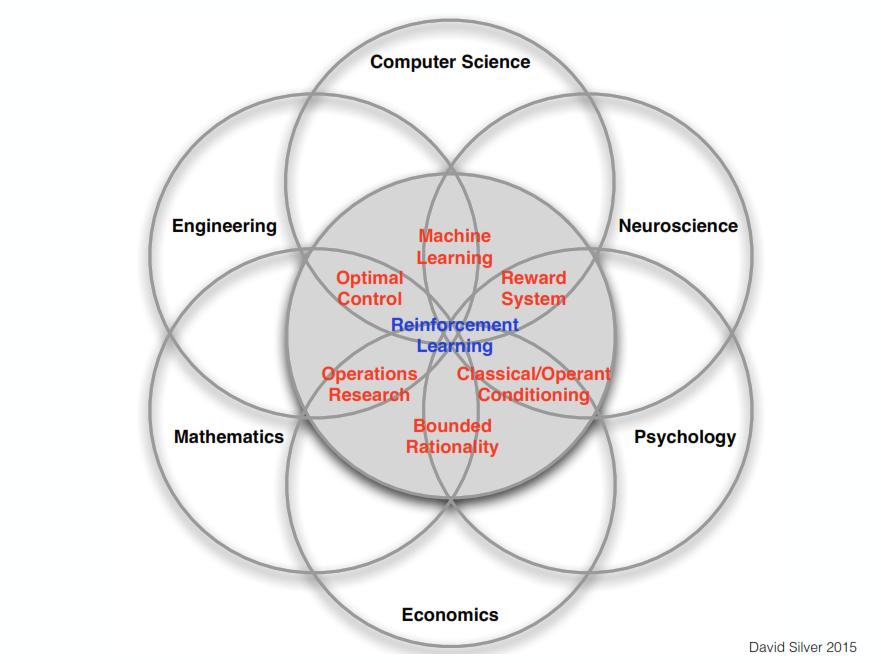 Computer Science
Engineering
Neuroscience
Machine
Learning
Optimal
Control
Reward
System
Reinforcement
Learning
Operations
Research
Classical/Operant
Conditioning
Bounded
Rationality
Mathematics
Psychology
Economics
David Silver 2015